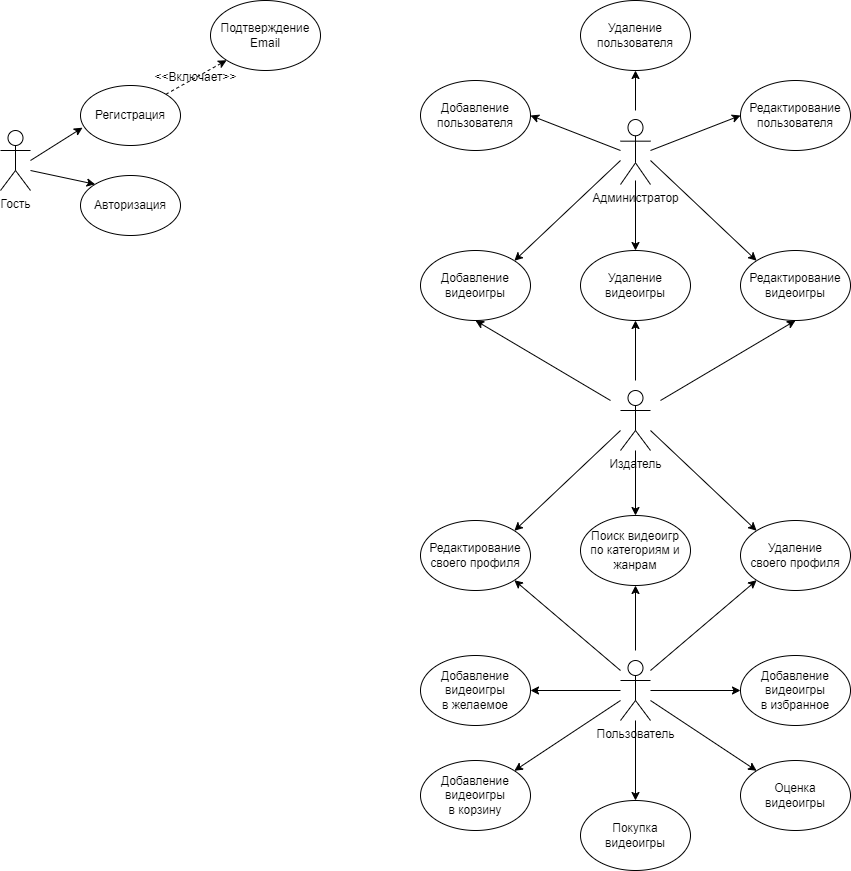 Подтверждение
Email
<<Включает>>
Регистрация
Гость
Авторизация
Удаление
пользователя
Добавление
пользователя
Редактирование
пользователя
Администратор
Добавление
видеоигры
Удаление
видеоигры
Редактирование
видеоигры
Издатель
Редактирование
своего профиля
Поиск видеоигр
по категориям и
жанрам
Удаление
своего профиля
Добавление
видеоигры
в желаемое
Добавление
видеоигры
в избранное
Пользователь
Добавление
видеоигры
в корзину
Покупка
видеоигры
Оценка
видеоигры